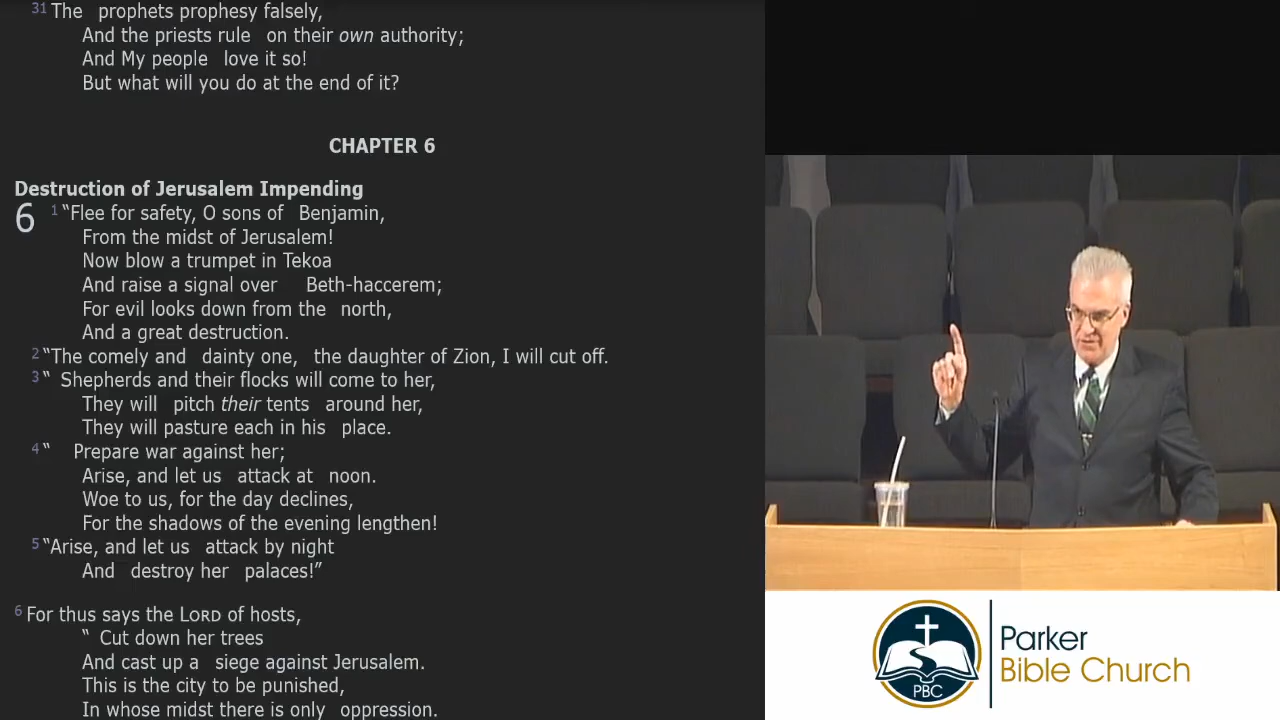 31 The prophets prophesy falsely,
And the priests rule on their own authority;
And My people love it so!
But what will you do at the end of it?
CHAPTER 6
Destruction of Jerusalem Impending
6 1 “Flee for safety, O sons of Benjamin,
From the midst of Jerusalem!
Now blow a trumpet in Tekoa
And raise a signal over Beth-haccerem;
For evil looks down from the north,
And a great destruction.
2 “The comely and dainty one, the daughter of Zion, I will cut off.
3 “ Shepherds and their flocks will come to her,
They will pitch their tents around her,
They will pasture each in his place.
4 “ Prepare war against her;
Arise, and let us attack at noon.
Woe to us, for the day declines,
For the shadows of the evening lengthen!
5 “Arise, and let us attack by night
And destroy her palaces!”
6 For thus says the LORD of hosts,
“ Cut down her trees
And cast up a siege against Jerusalem.
This is the city to be punished,
In whose midst there is only oppression.
PBC
Parker
Bible Church